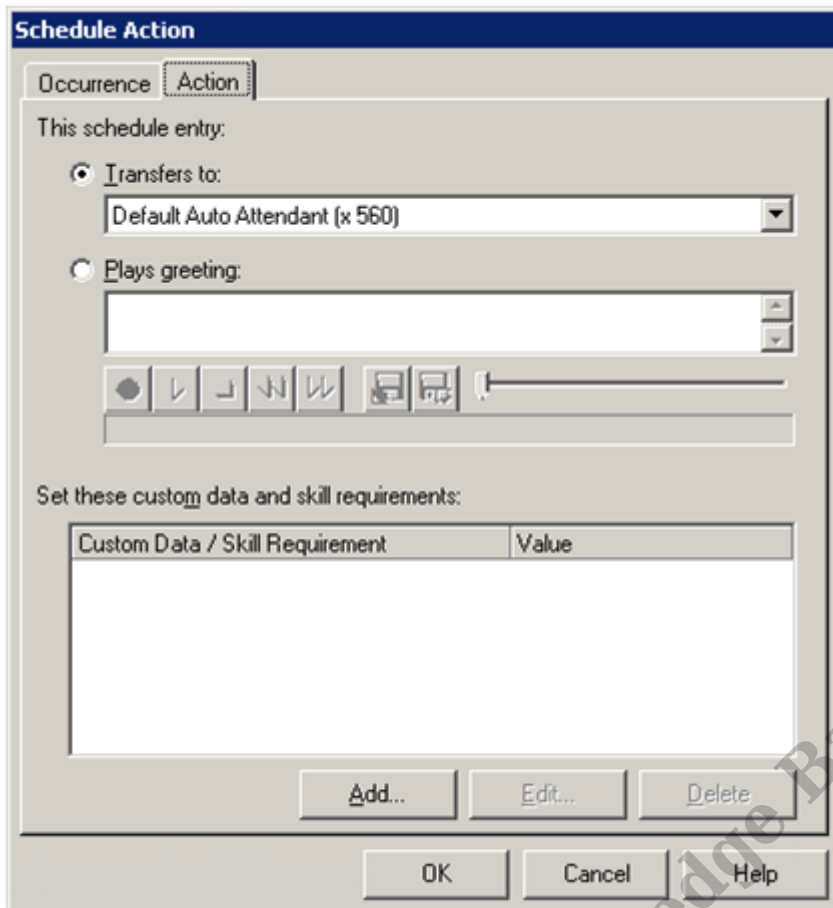 Schedule Action
Occurrence Action
This schedule entry:
Transfers to:
Default Auto Attendant (x 560)
Plays greeting:
Set these custom data and skill requirements:
Custom Data / Skill Requirement Value
Add... Edit... Delete
OK Cancel Help